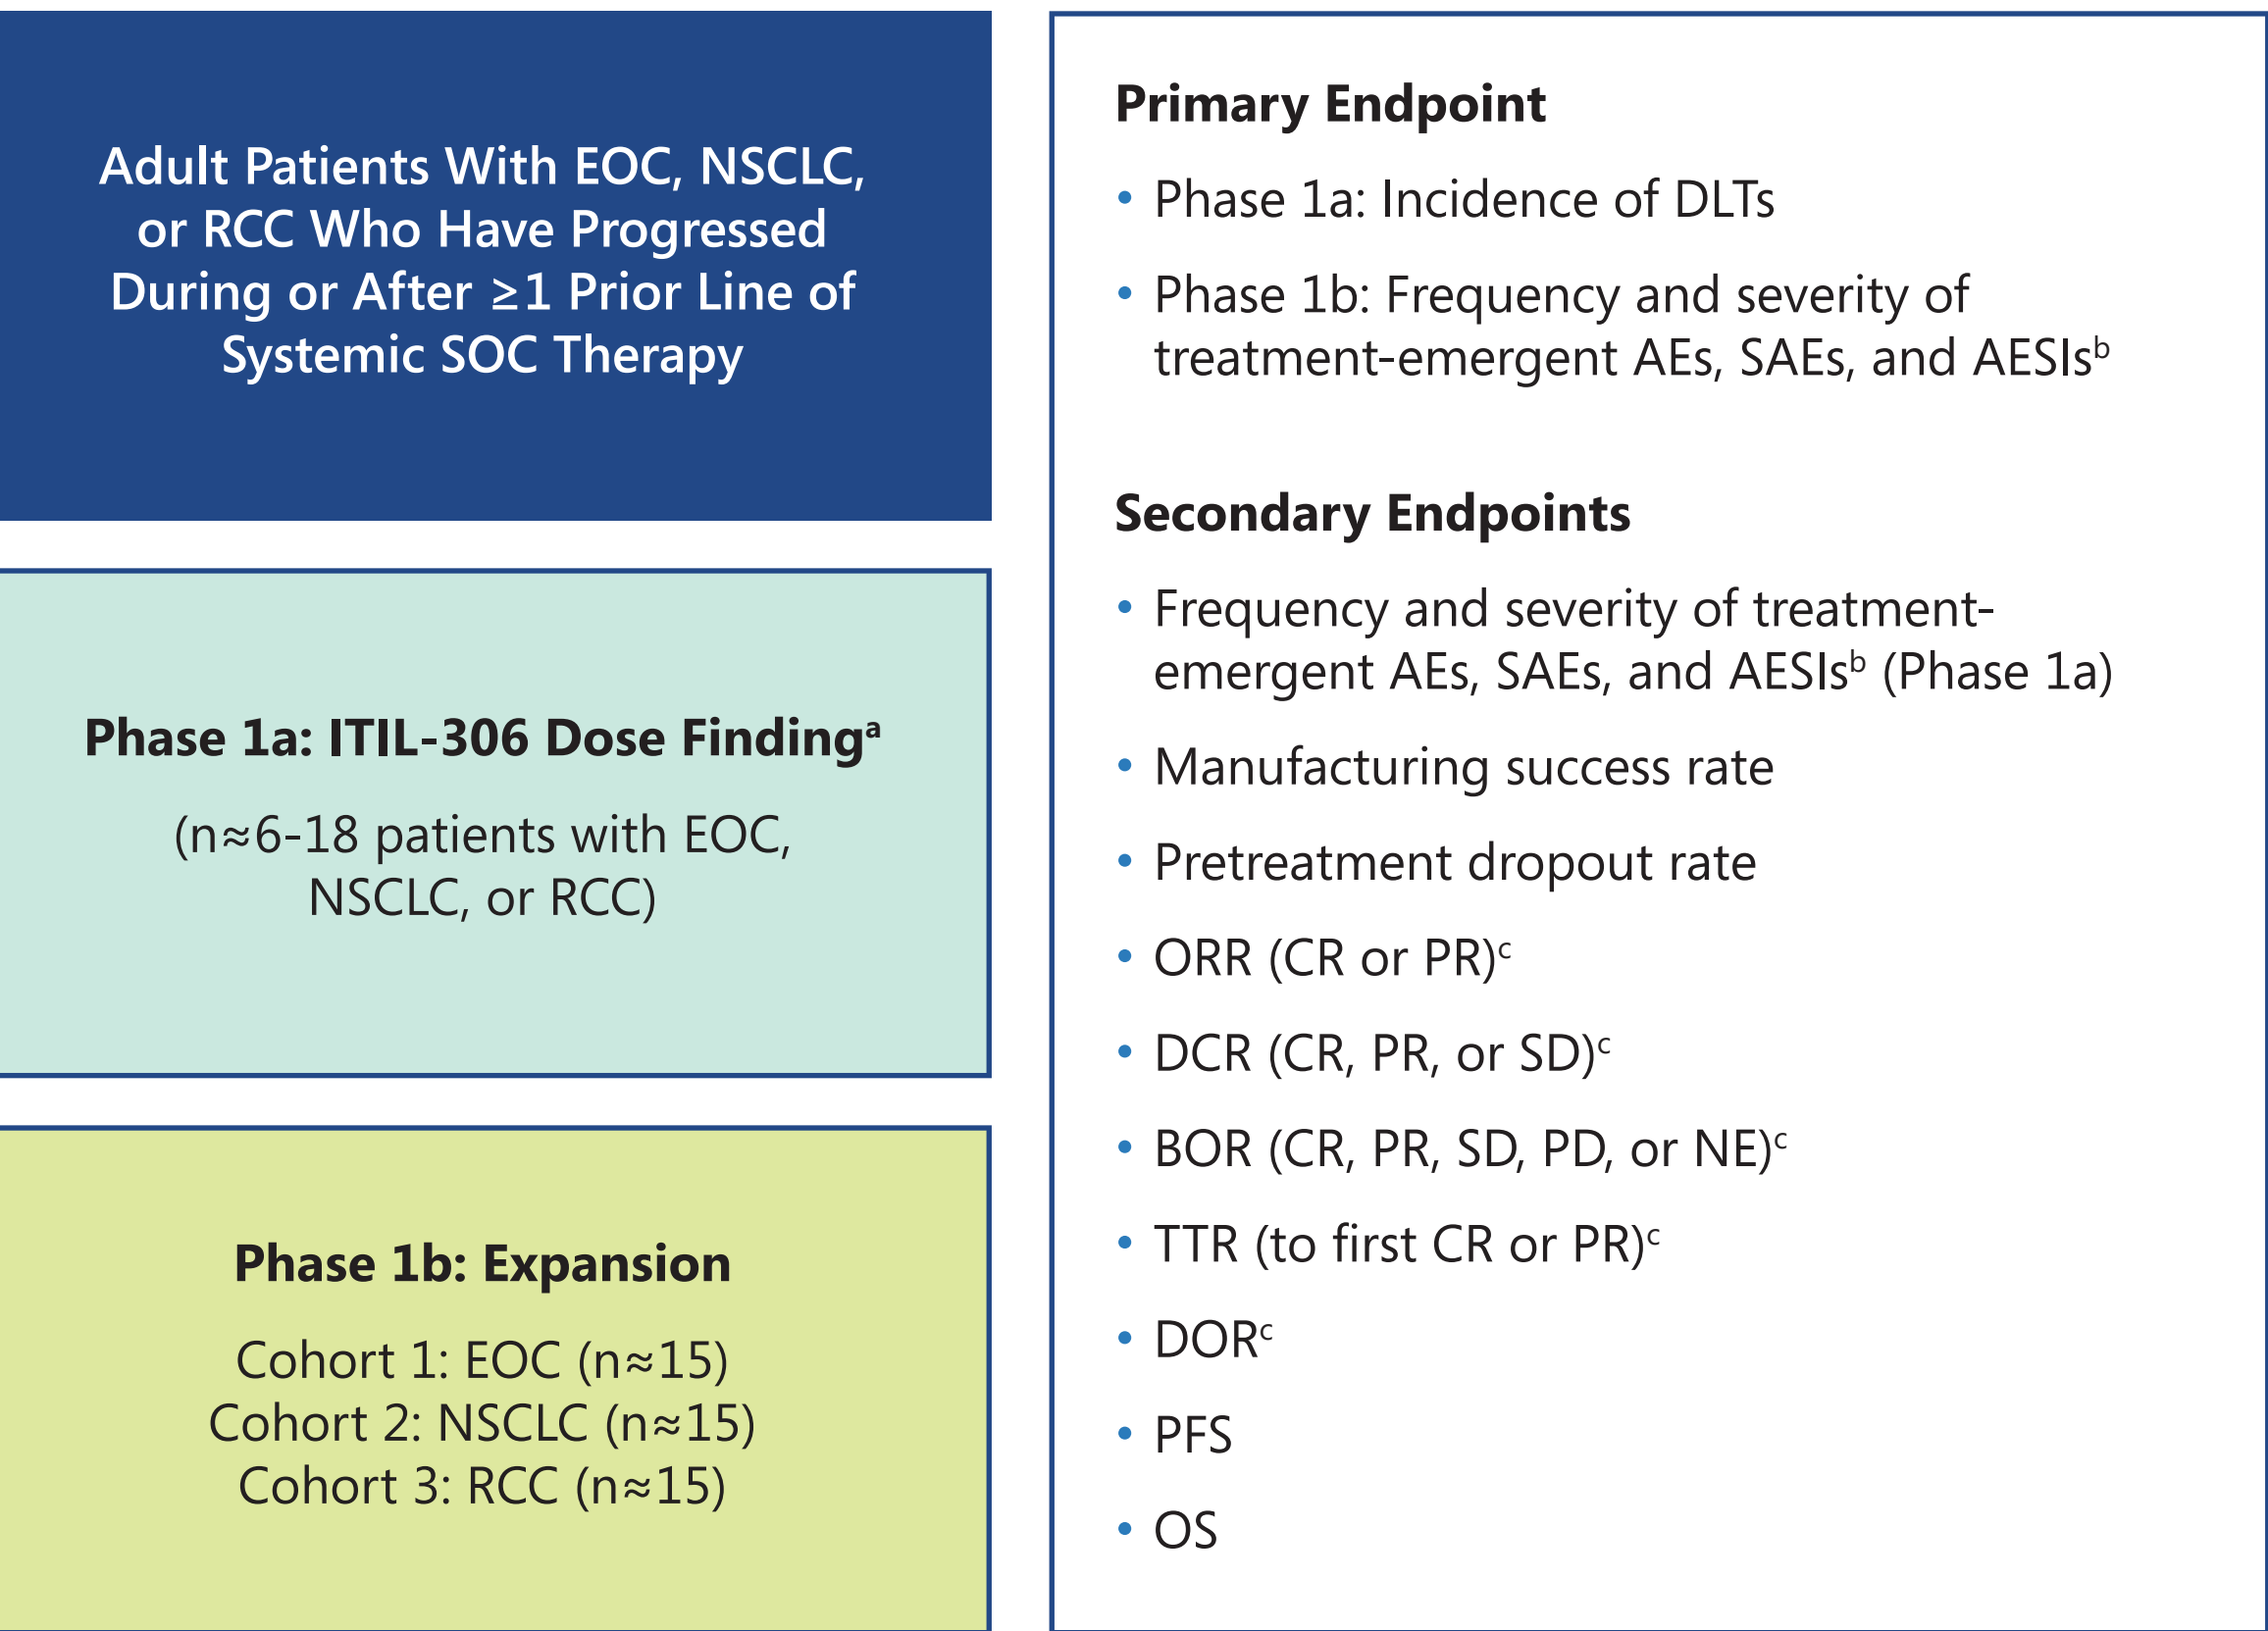 Adult Patients With EOC, NSCLC,
or RCC Who Have Progressed
During or After ≥1 Prior Line of
Systemic SOC Therapy
Phase 1a: ITIL-306 Dose Findingᵃ
(n≈6-18 patients with EOC,
NSCLC, or RCC)
Phase 1b: Expansion
Cohort 1: EOC (n≈15)
Cohort 2: NSCLC (n≈15)
Cohort 3: RCC (n≈15)
Primary Endpoint
• Phase 1a: Incidence of DLTs
• Phase 1b: Frequency and severity of
treatment-emergent AEs, SAEs, and AESIsᵇ
Secondary Endpoints
• Frequency and severity of treatment-
emergent AEs, SAEs, and AESIsᵇ (Phase 1a)
• Manufacturing success rate
• Pretreatment dropout rate
• ORR (CR or PR)ᶜ
• DCR (CR, PR, or SD)ᶜ
• BOR (CR, PR, SD, PD, or NE)ᶜ
• TTR (to first CR or PR)ᶜ
• DORᶜ
• PFS
• OS